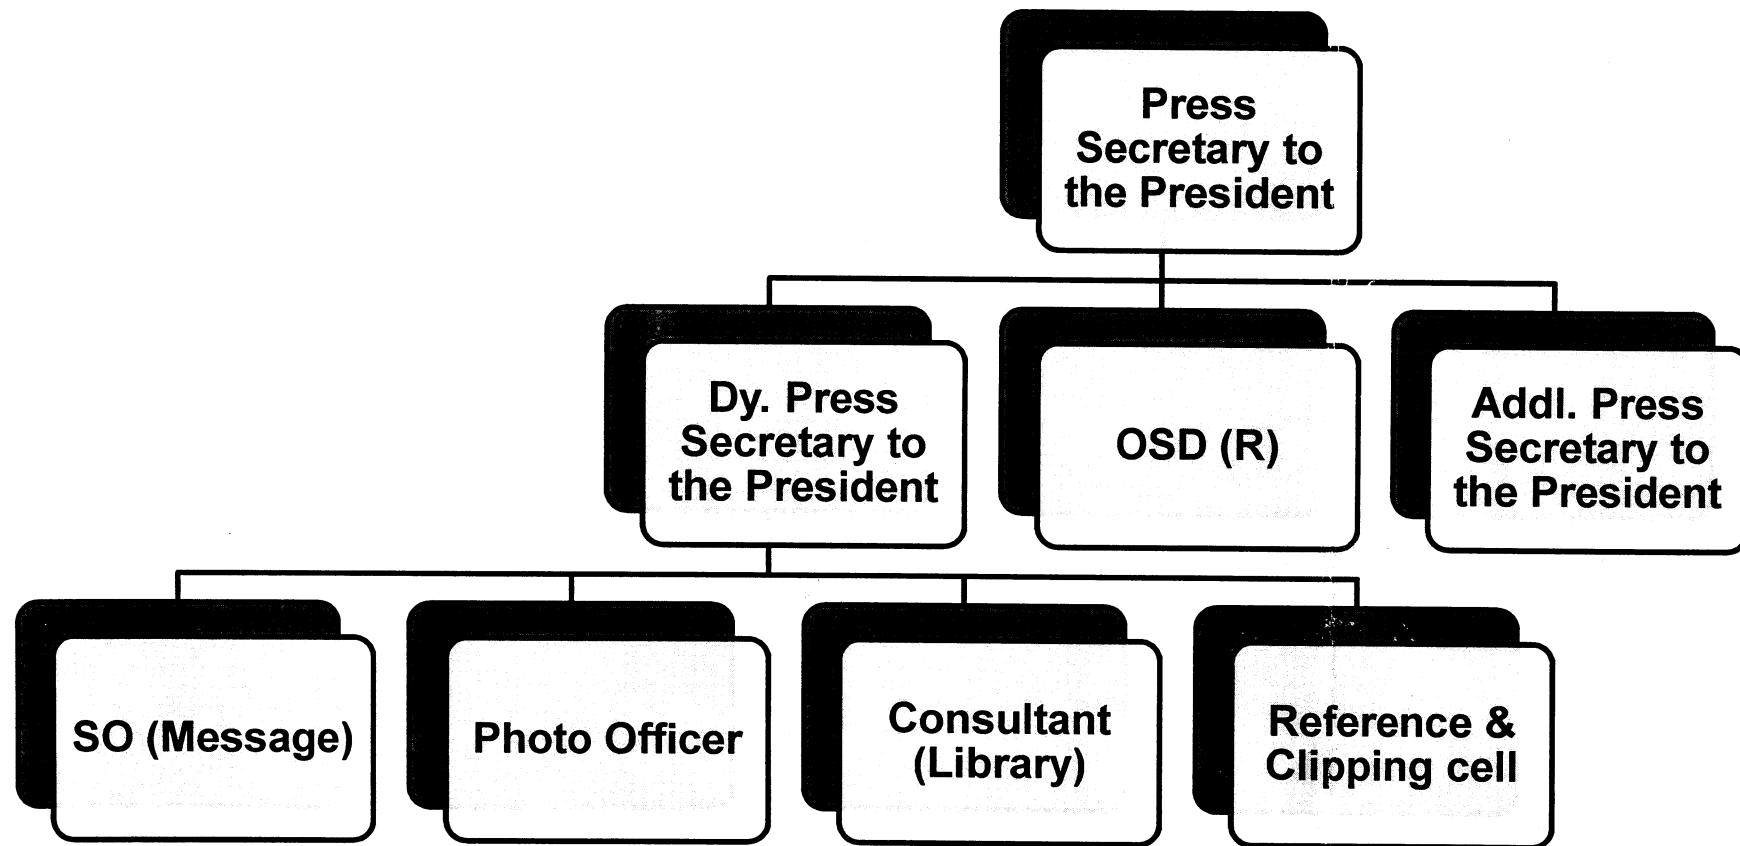 Press
Secretary to
the President
Dy. Press
Secretary to
the President
OSD (R)
Addl. Press
Secretary to
the President
SO (Message)
Photo Officer
Consultant
(Library)
Reference &
Clipping cell